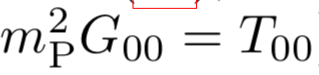 m_P^2 G_{00} = T_{00}